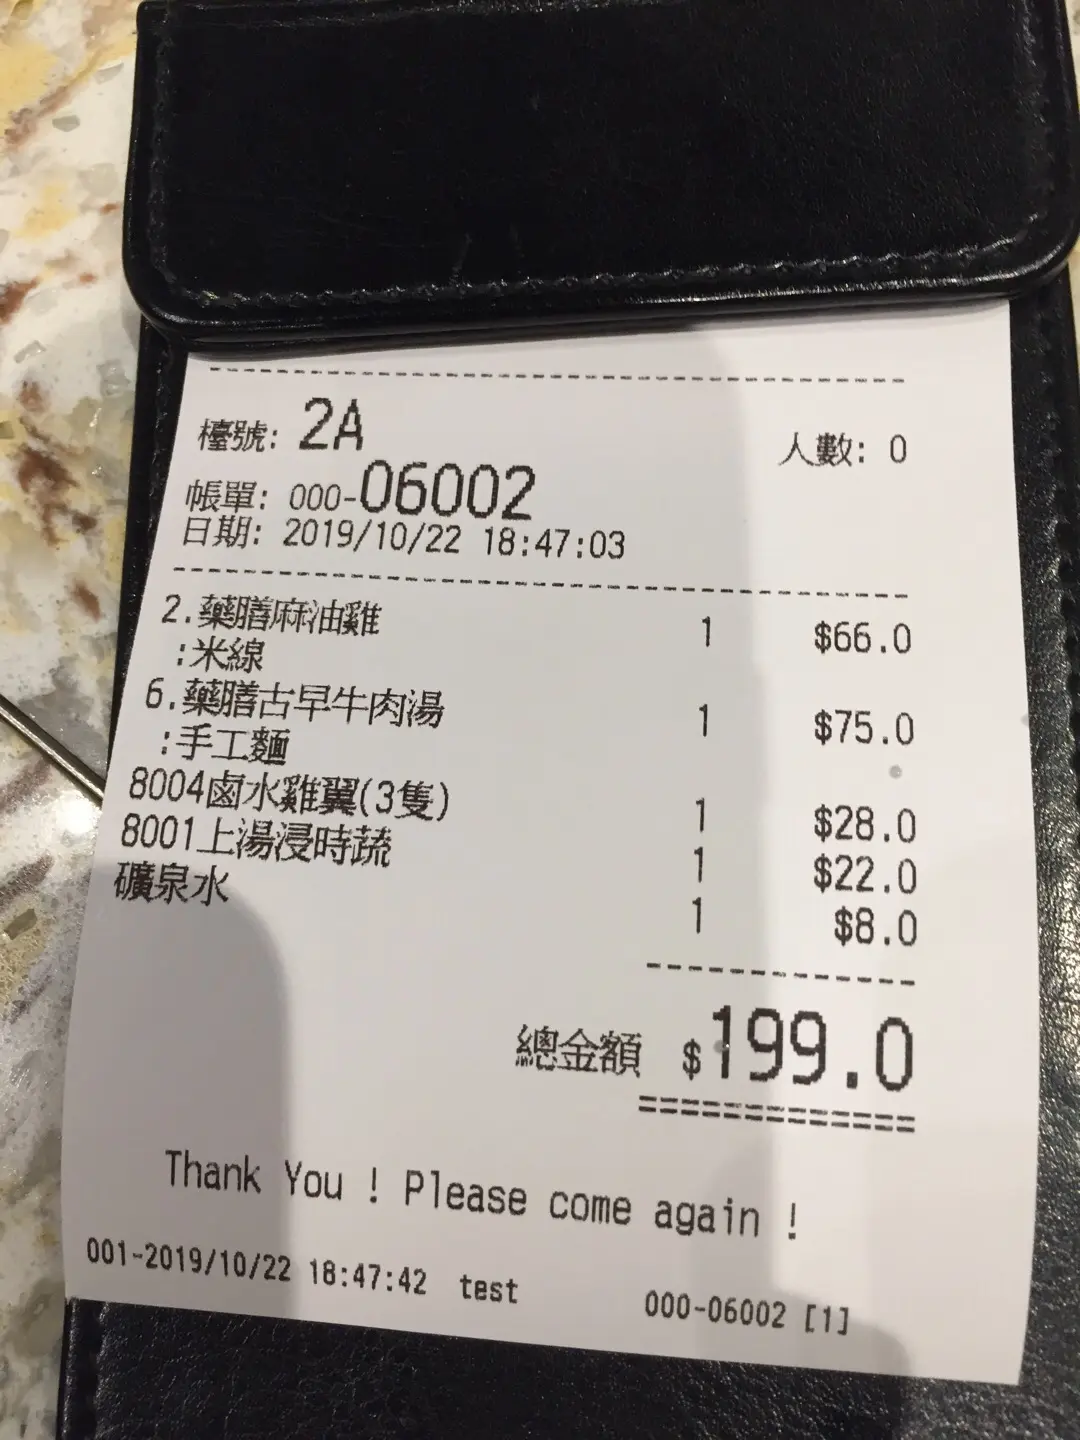 檯號: 2A 人數: 0
帳單: 000-06002
日期: 2019/10/22 18:47:03
2.藥膳麻油雞 1 $66.0
:米線
6.藥膳古早牛肉湯 1 $75.0
:手工麵
8004鹵水雞翼(3隻) 1 $28.0
8001上湯浸時蔬 1 $22.0
礦泉水 1 $8.0
總金額 $199.0
Thank You ! Please come again !
001-2019/10/22 18:47:42 test 000-06002 [1]